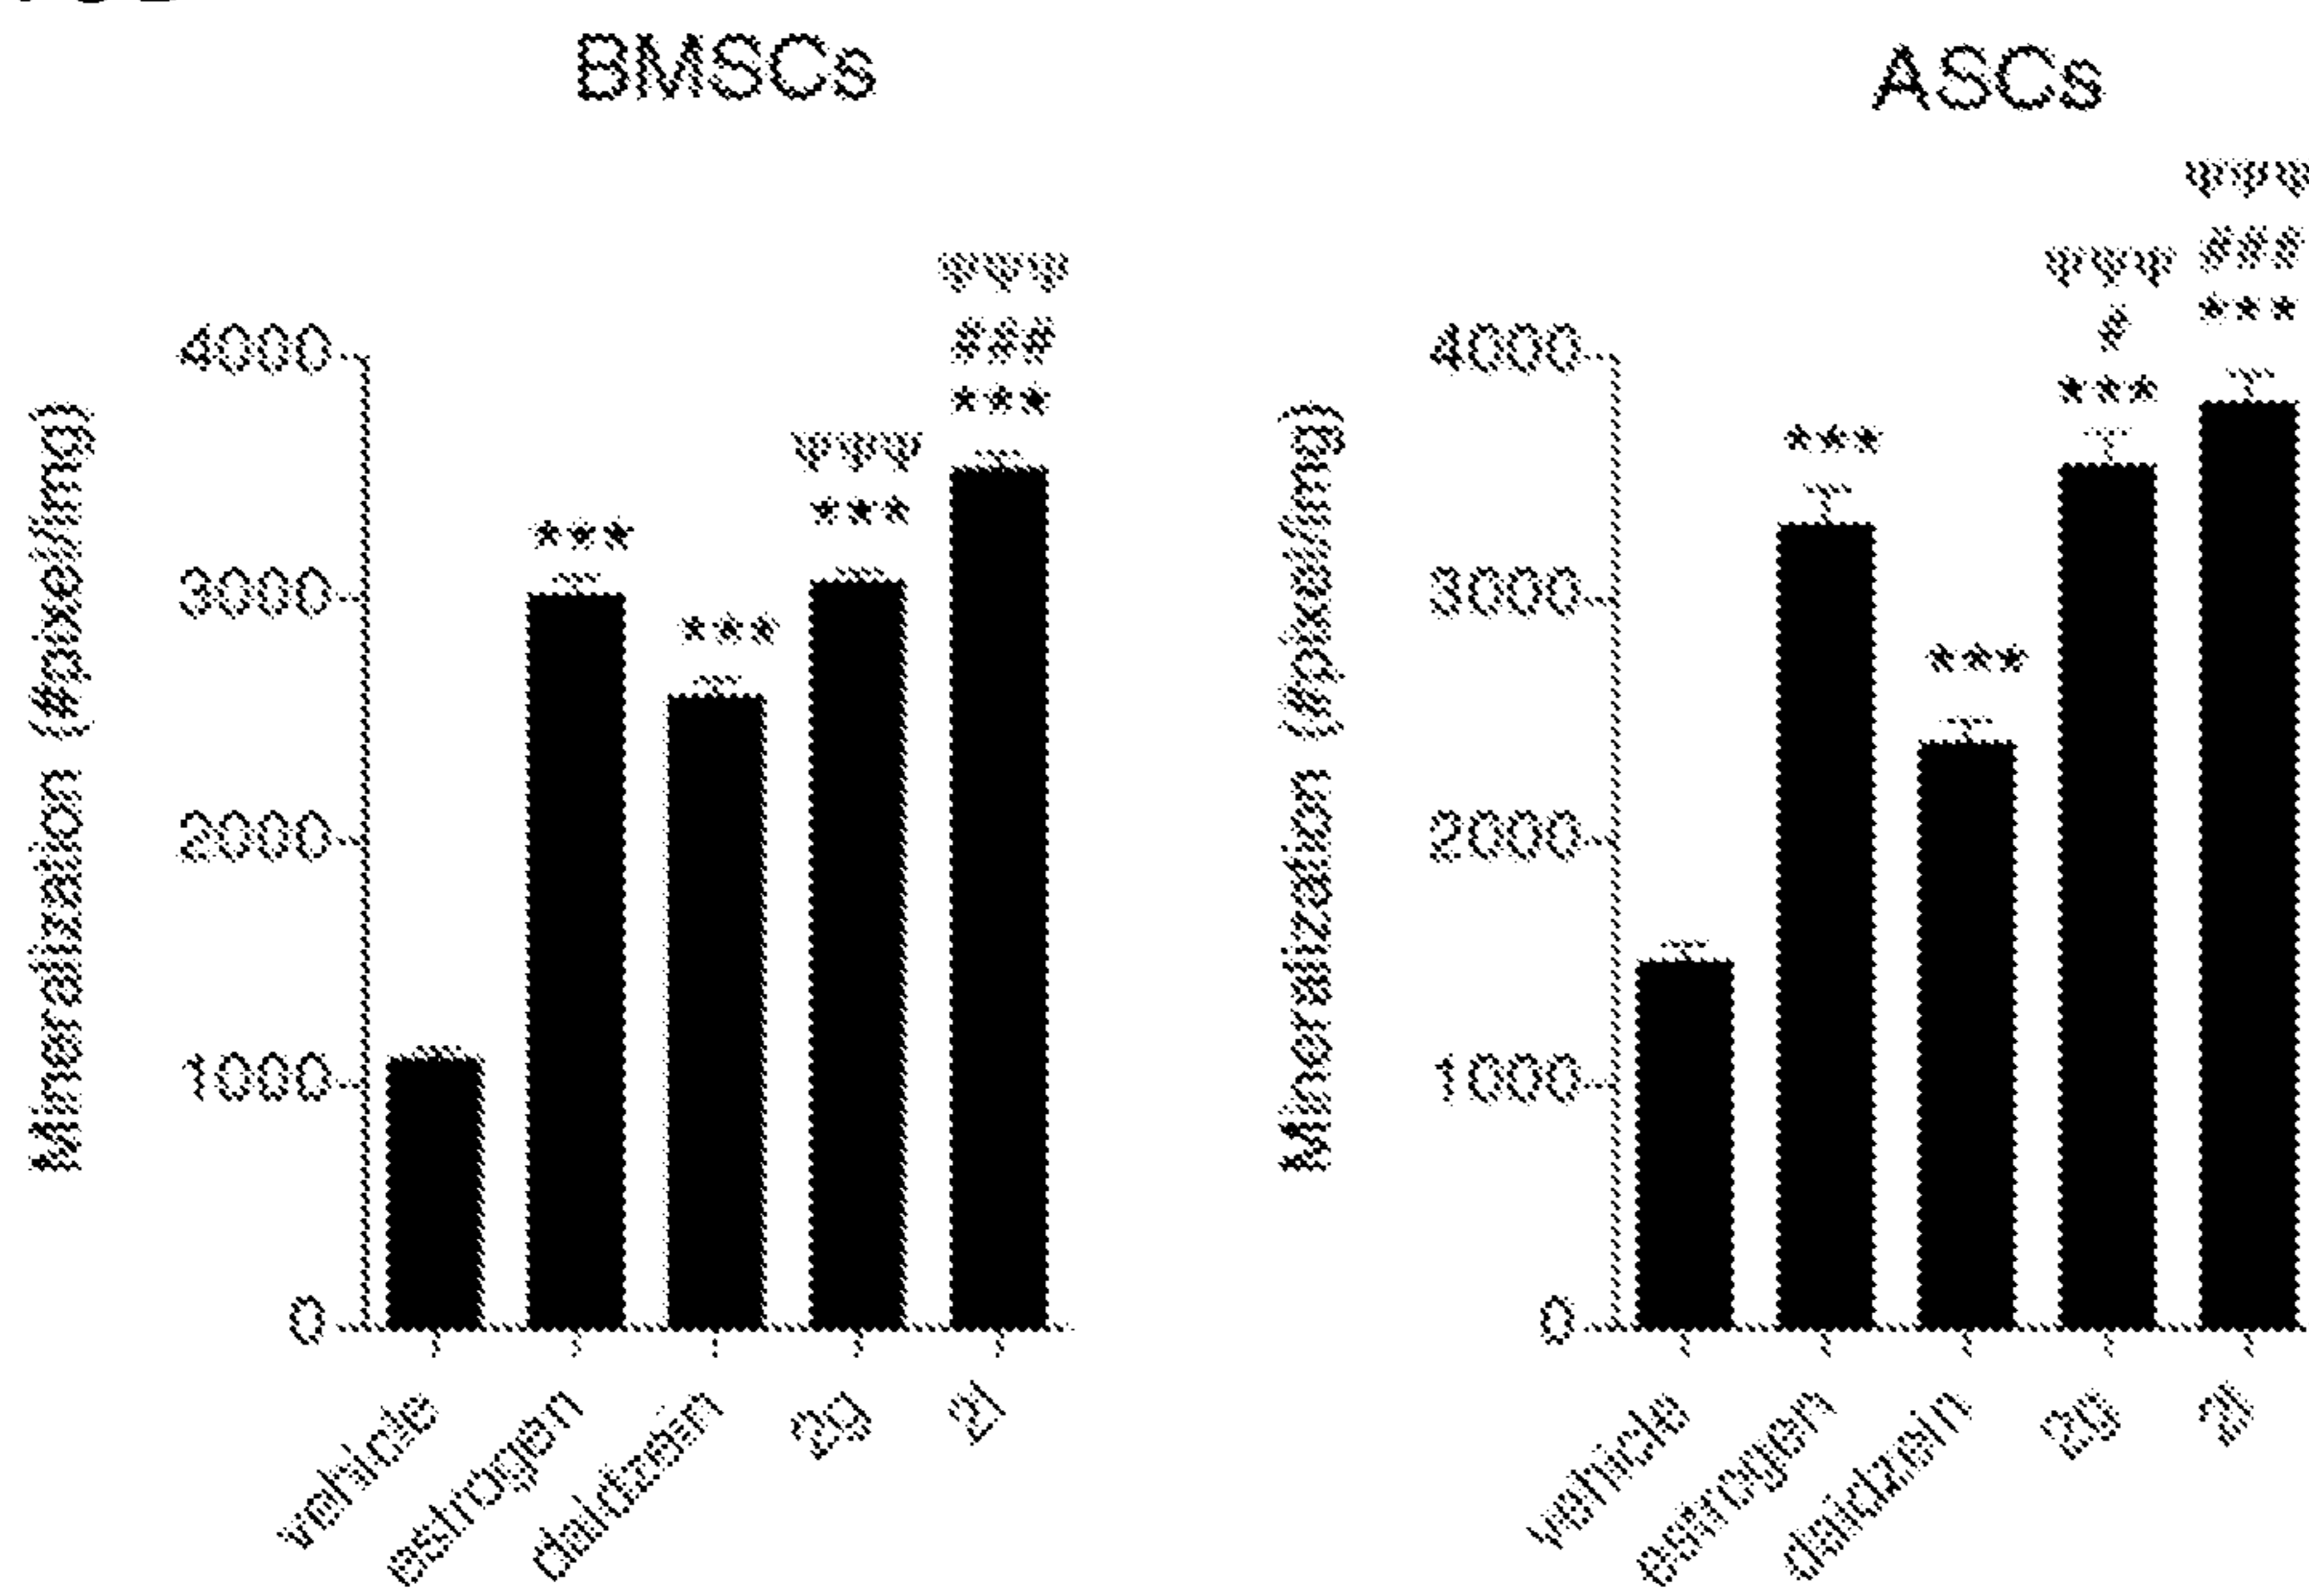 BMSCs
Mineralization (#pixel/mg)
4000
3000
2000
1000
0
ΨΨΨ
###
***
ΨΨΨ
***
***
***
vehicle
estrogen
daidzein
2g
2l
ASCs
Mineralization (#pixel/mg)
4000
3000
2000
1000
0
ΨΨΨ
###
***
ΨΨΨ
#
***
***
***
vehicle
estrogen
daidzein
2g
2l